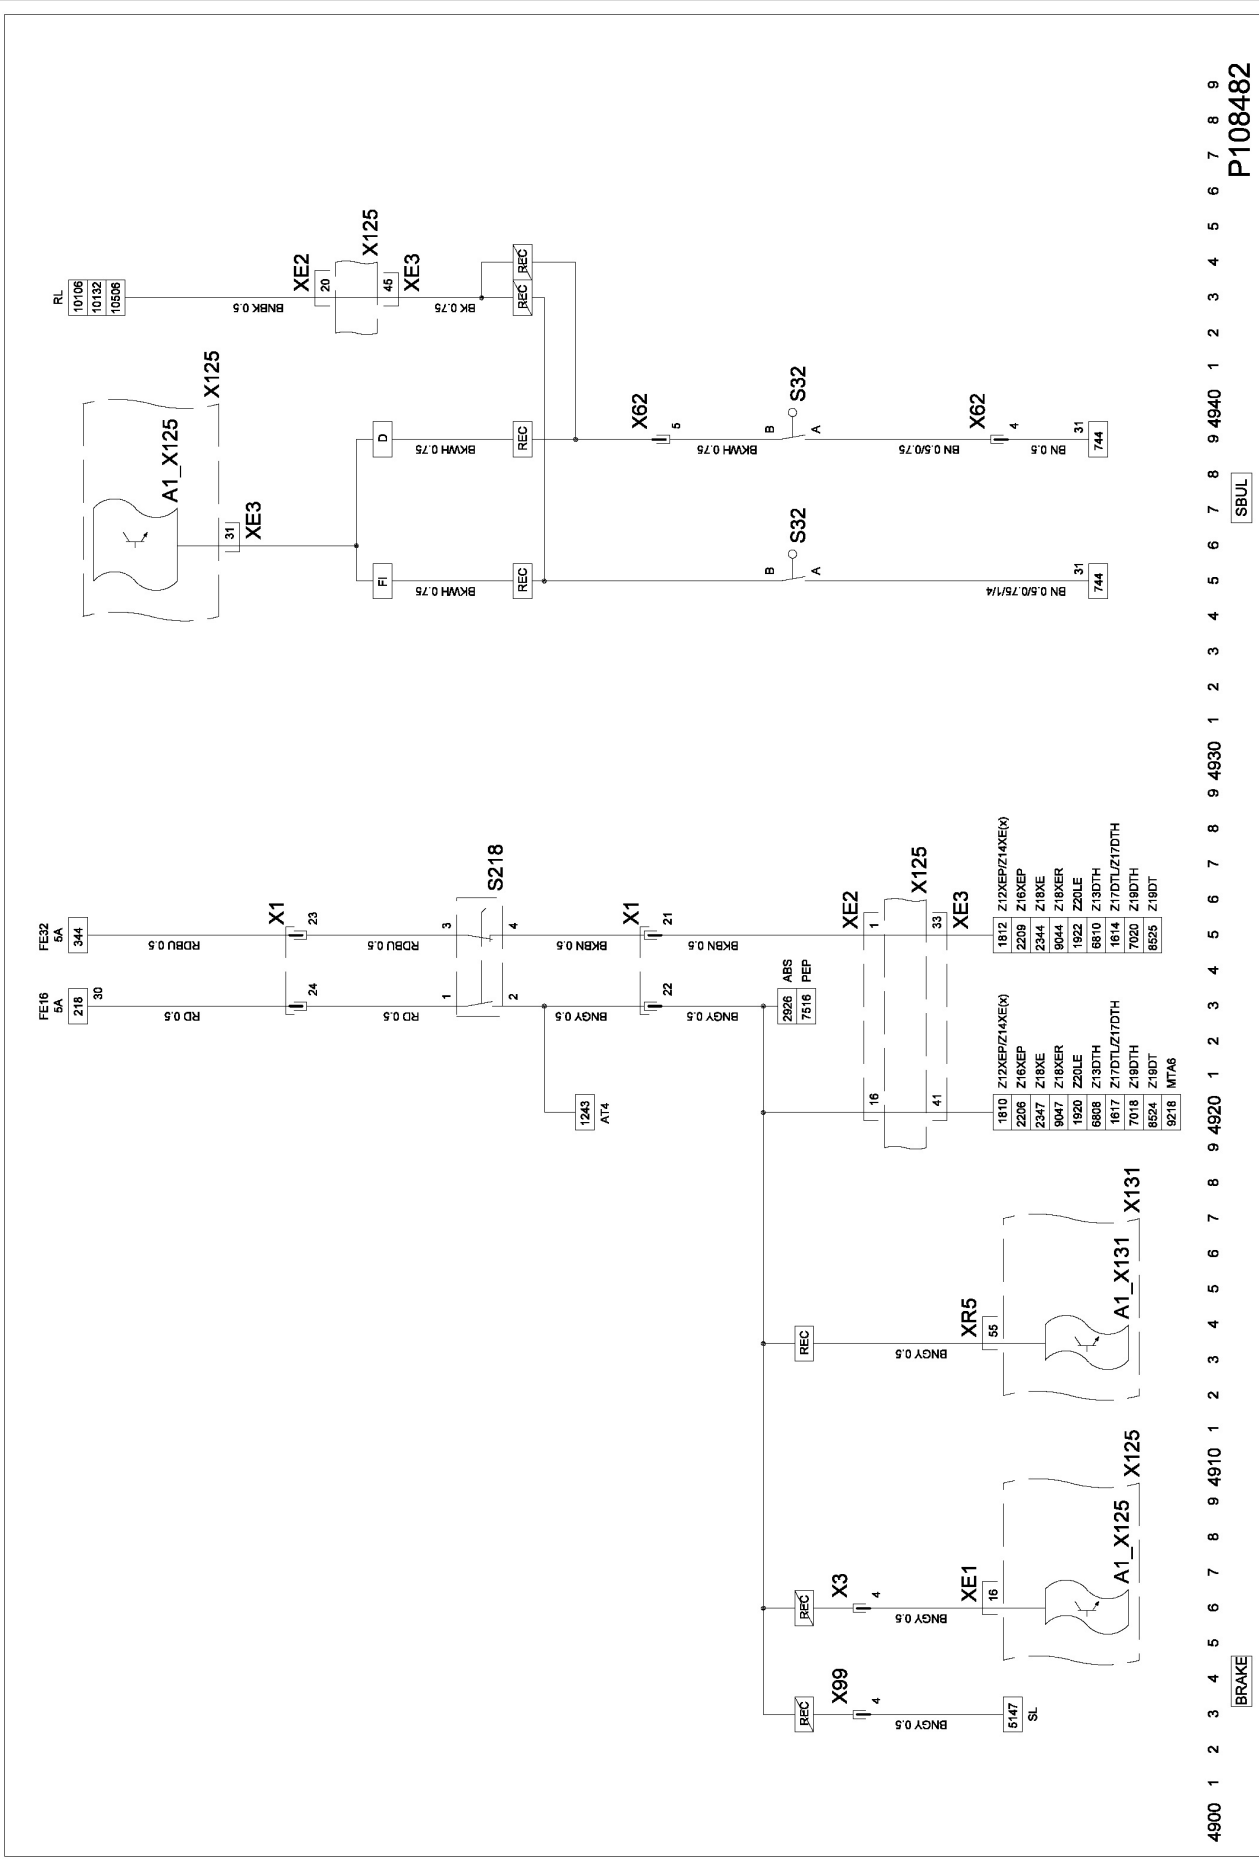 RL
10106
10132
10506
BNBK 0.5
XE2
20
X125
45
XE3
BK 0.75
REC
REC
X125
A1_X125
31
XE3
D
BKWH 0.75
REC
X62
5
BKWH 0.75
B
S32
A
BN 0.5/0.75
X62
4
BN 0.5
31
744
FI
BKWH 0.75
REC
B
S32
A
BN 0.5/0.75/1/4
31
744
FE32
5A
344
RDBU 0.5
X1
23
RDBU 0.5
3
S218
4
BKBN 0.5
X1
21
BKBN 0.5
XE2
1
X125
33
XE3
1812 Z12XEP/Z14XE(x)
2209 Z16XEP
2344 Z18XE
9044 Z18XER
1922 Z20LE
6810 Z13DTH
1614 Z17DTL/Z17DTH
7020 Z19DTH
8525 Z19DT
FE16
5A
218
30
RD 0.5
24
RD 0.5
1
2
BNGY 0.5
22
BNGY 0.5
2926 ABS
7516 PEP
1243
AT4
16
41
1810 Z12XEP/Z14XE(x)
2206 Z16XEP
2347 Z18XE
9047 Z18XER
1920 Z20LE
6808 Z13DTH
1617 Z17DTL/Z17DTH
7018 Z19DTH
8524 Z19DT
9218 MTA6
REC
BNGY 0.5
XR5
55
A1_X131
X131
REC
X3
4
BNGY 0.5
XE1
16
A1_X125
X125
REC
X99
4
BNGY 0.5
5147
SL
4900 1 2 3 4 5 6 7 8 9 4910 1 2 3 4 5 6 7 8 9 4920 1 2 3 4 5 6 7 8 9 4930 1 2 3 4 5 6 7 8 9 4940 1 2 3 4 5 6 7 8 9
BRAKE
SBUL
P108482